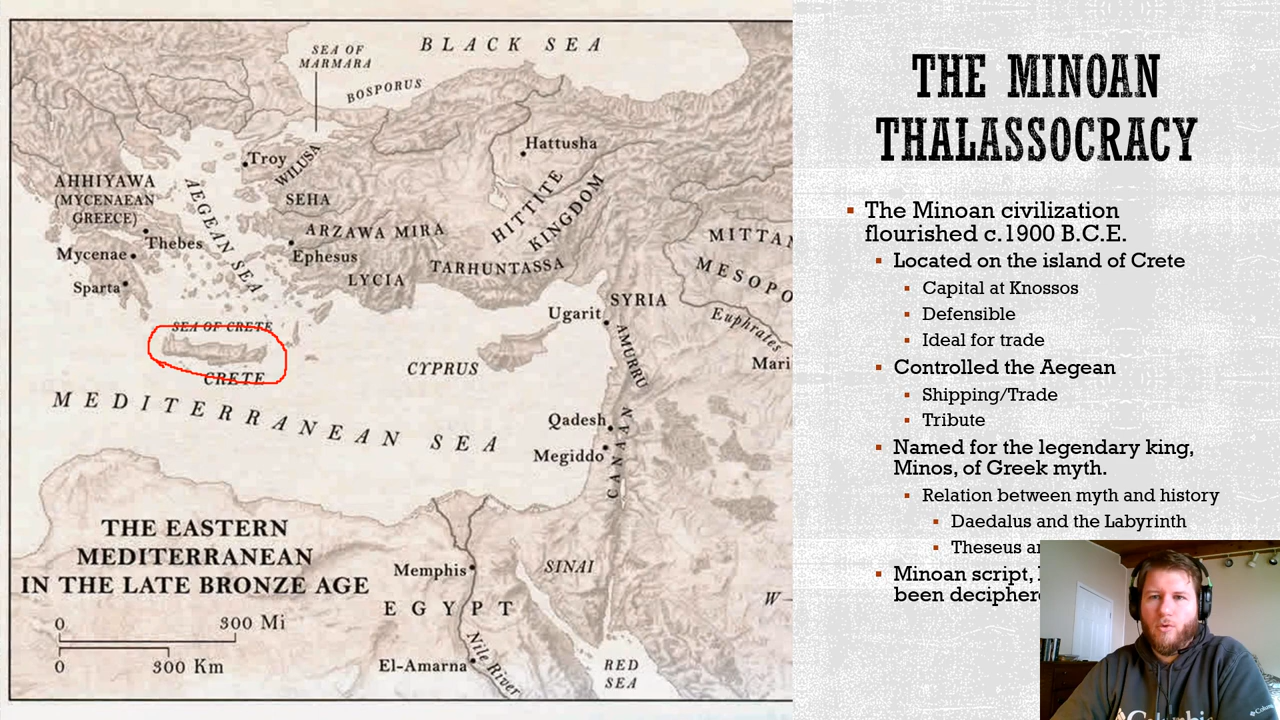 SEA OF
MARMARA
BLACK SEA
BOSPORUS
Hattusha
Troy
WILUSA
AHHIYAWA
(MYCENAEAN
GREECE)
AEGEAN SEA
SEHA
HITTITE
KINGDOM
ARZAWA MIRA
MITTAN
Thebes
Mycenae
Ephesus
LYCIA
TARHUNTASSA
MESOPO
Sparta
SYRIA
Ugarit
Euphrates
SEA OF CRETE
AMURRU
CYPRUS
Mari
CRETE
MEDITERRANEAN SEA
Qadesh
Megiddo
CANAAN
THE EASTERN
MEDITERRANEAN
IN THE LATE BRONZE AGE
Memphis
SINAI
EGYPT
W
0 300 Mi
0 300 Km
El-Amarna
Nile River
RED
SEA
THE MINOAN
THALASSOCRACY
The Minoan civilization
flourished c.1900 B.C.E.
Located on the island of Crete
Capital at Knossos
Defensible
Ideal for trade
Controlled the Aegean
Shipping/Trade
Tribute
Named for the legendary king,
Minos, of Greek myth.
Relation between myth and history
Daedalus and the Labyrinth
Theseus
Minoan script,
been
Columbia